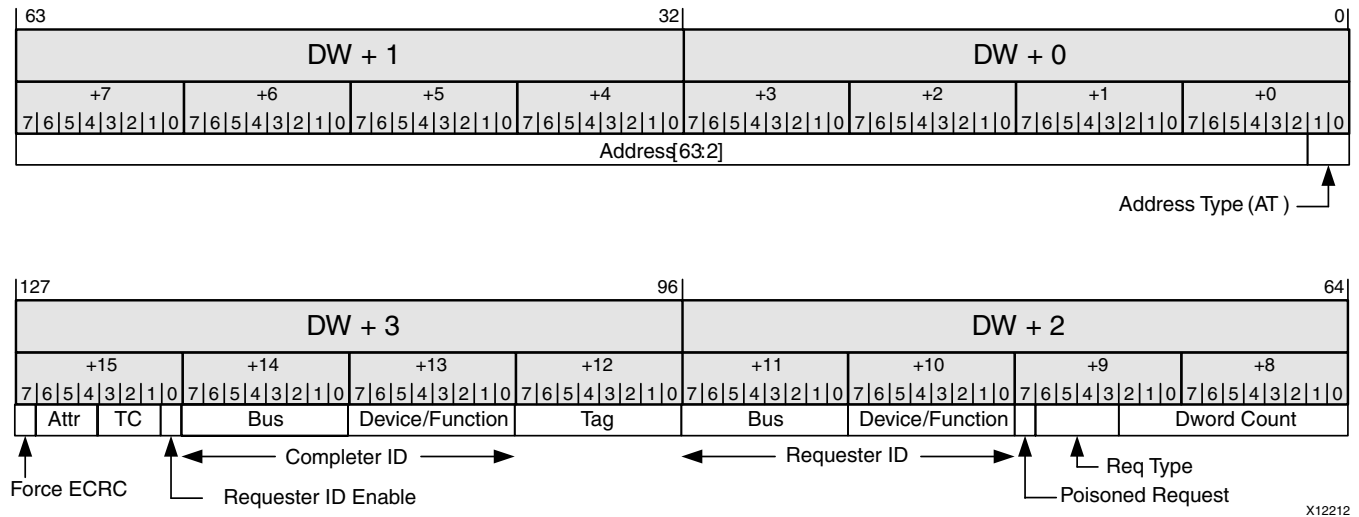 63 32 0
DW + 1 DW + 0
+7 +6 +5 +4 +3 +2 +1 +0
7 6 5 4 3 2 1 0 7 6 5 4 3 2 1 0 7 6 5 4 3 2 1 0 7 6 5 4 3 2 1 0 7 6 5 4 3 2 1 0 7 6 5 4 3 2 1 0 7 6 5 4 3 2 1 0 7 6 5 4 3 2 1 0
Address[63:2]
Address Type (AT )
127 96 64
DW + 3 DW + 2
+15 +14 +13 +12 +11 +10 +9 +8
7 6 5 4 3 2 1 0 7 6 5 4 3 2 1 0 7 6 5 4 3 2 1 0 7 6 5 4 3 2 1 0 7 6 5 4 3 2 1 0 7 6 5 4 3 2 1 0 7 6 5 4 3 2 1 0 7 6 5 4 3 2 1 0
Attr TC Bus Device/Function Tag Bus Device/Function Dword Count
Completer ID Requester ID Req Type
Force ECRC Requester ID Enable Poisoned Request
X12212